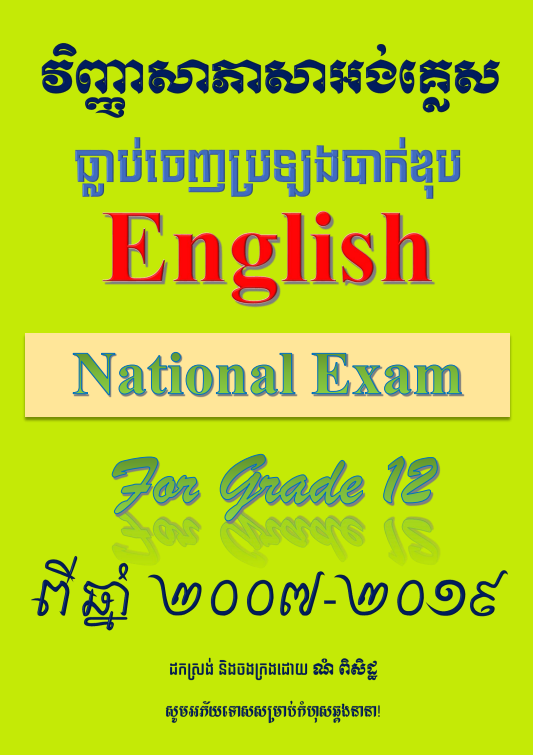 វិញ្ញាសាភាសាអង់គ្លេស
ធ្លាប់ចេញប្រឡងបាក់ឌុប
English
National Exam
For Grade 12
ពី ឆ្នាំ ២០០៧-២០១៩
ដកស្រង់ និងចងក្រងដោយ ណំ ពិសិដ្ឋ
សូមអភ័យទោសសម្រាប់កំហុសឆ្គងនានា!